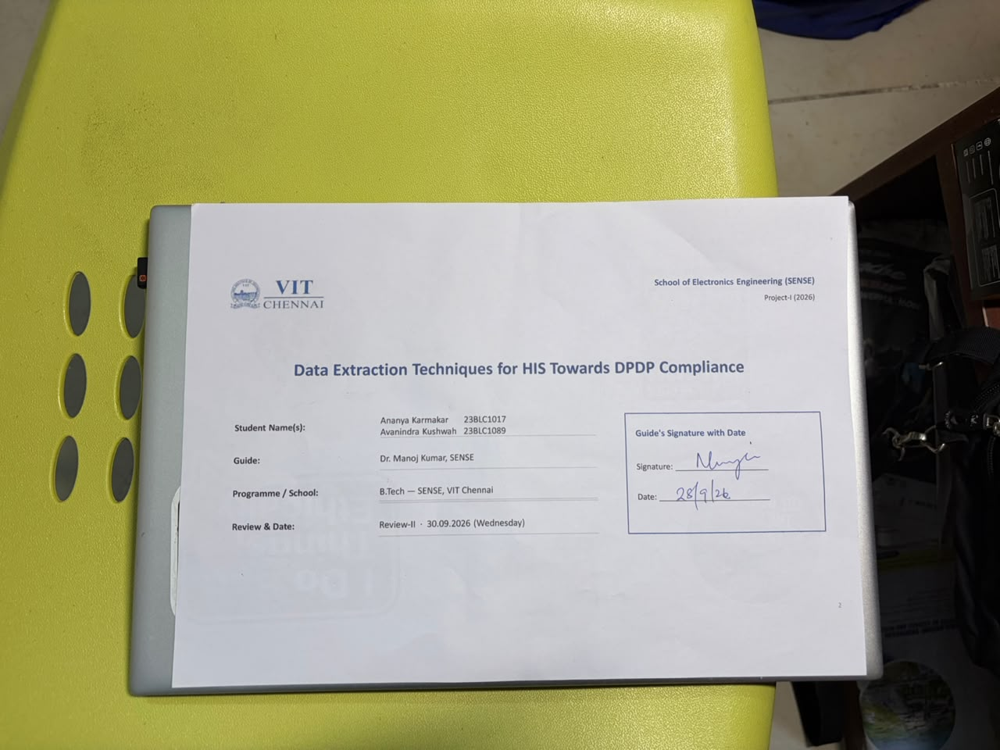 VIT
CHENNAI
School of Electronics Engineering (SENSE)
Project-I (2026)
Data Extraction Techniques for HIS Towards DPDP Compliance
Student Name(s): Ananya Karmakar 23BLC1017
Avanindra Kushwah 23BLC1089
Guide: Dr. Manoj Kumar, SENSE
Programme / School: B.Tech — SENSE, VIT Chennai
Review & Date: Review-II · 30.09.2026 (Wednesday)
Guide's Signature with Date
Signature:
Date: 28/9/26
2